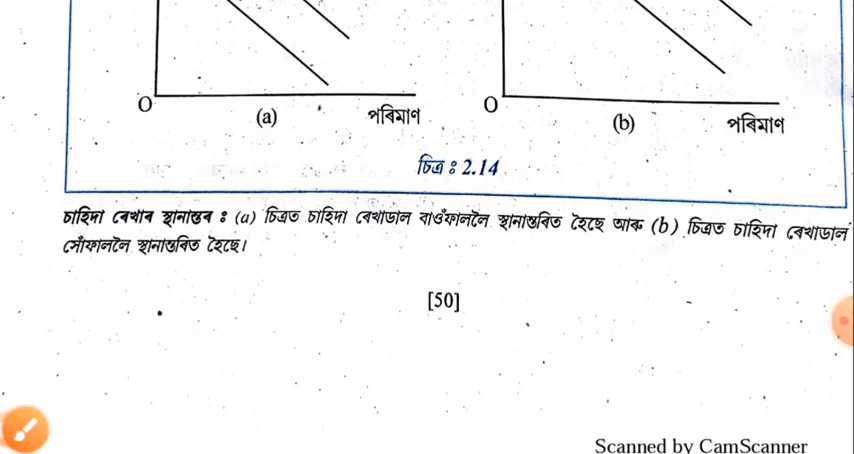 O (a) পৰিমাণ O (b) পৰিমাণ
চিত্ৰ ঃ 2.14
চাহিদা ৰেখাৰ স্থানান্তৰ ঃ (a) চিত্ৰত চাহিদা ৰেখাডাল বাওঁফাললৈ স্থানান্তৰিত হৈছে আৰু (b) চিত্ৰত চাহিদা ৰেখাডাল
সোঁফাললৈ স্থানান্তৰিত হৈছে।
[50]
Scanned by CamScanner